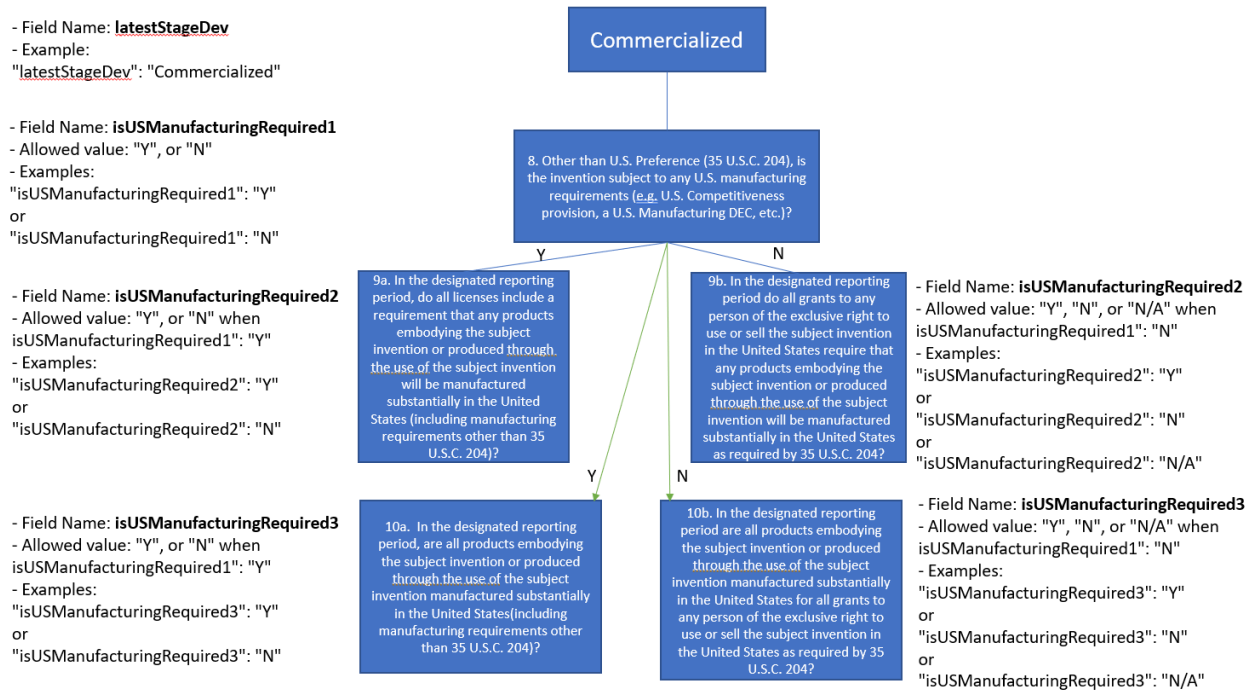 - Field Name: latestStageDev
- Example:
"latestStageDev": "Commercialized"
Commercialized
- Field Name: isUSManufacturingRequired1
- Allowed value: "Y", or "N"
- Examples:
"isUSManufacturingRequired1": "Y"
or
"isUSManufacturingRequired1": "N"
8. Other than U.S. Preference (35 U.S.C. 204), is
the invention subject to any U.S. manufacturing
requirements (e.g. U.S. Competitiveness
provision, a U.S. Manufacturing DEC, etc.)?
Y
N
- Field Name: isUSManufacturingRequired2
- Allowed value: "Y", or "N" when
isUSManufacturingRequired1": "Y"
- Examples:
"isUSManufacturingRequired2": "Y"
or
"isUSManufacturingRequired2": "N"
9a. In the designated reporting
period, do all licenses include a
requirement that any products
embodying the subject
invention or produced through
the use of the subject invention
will be manufactured
substantially in the United
States (including manufacturing
requirements other than 35
U.S.C. 204)?
9b. In the designated reporting
period do all grants to any
person of the exclusive right to
use or sell the subject invention
in the United States require that
any products embodying the
subject invention or produced
through the use of the subject
invention will be manufactured
substantially in the United States
as required by 35 U.S.C. 204?
- Field Name: isUSManufacturingRequired2
- Allowed value: "Y", "N", or "N/A" when
isUSManufacturingRequired1": "N"
- Examples:
"isUSManufacturingRequired2": "Y"
or
"isUSManufacturingRequired2": "N"
or
"isUSManufacturingRequired2": "N/A"
Y
N
- Field Name: isUSManufacturingRequired3
- Allowed value: "Y", or "N" when
isUSManufacturingRequired1": "Y"
- Examples:
"isUSManufacturingRequired3": "Y"
or
"isUSManufacturingRequired3": "N"
10a. In the designated reporting
period, are all products embodying
the subject invention or produced
through the use of the subject
invention manufactured substantially
in the United States(including
manufacturing requirements other
than 35 U.S.C. 204)?
10b. In the designated reporting
period are all products embodying
the subject invention or produced
through the use of the subject
invention manufactured substantially
in the United States for all grants to
any person of the exclusive right to
use or sell the subject invention in
the United States as required by 35
U.S.C. 204?
- Field Name: isUSManufacturingRequired3
- Allowed value: "Y", "N", or "N/A" when
isUSManufacturingRequired1": "N"
- Examples:
"isUSManufacturingRequired3": "Y"
or
"isUSManufacturingRequired3": "N"
or
"isUSManufacturingRequired3": "N/A"